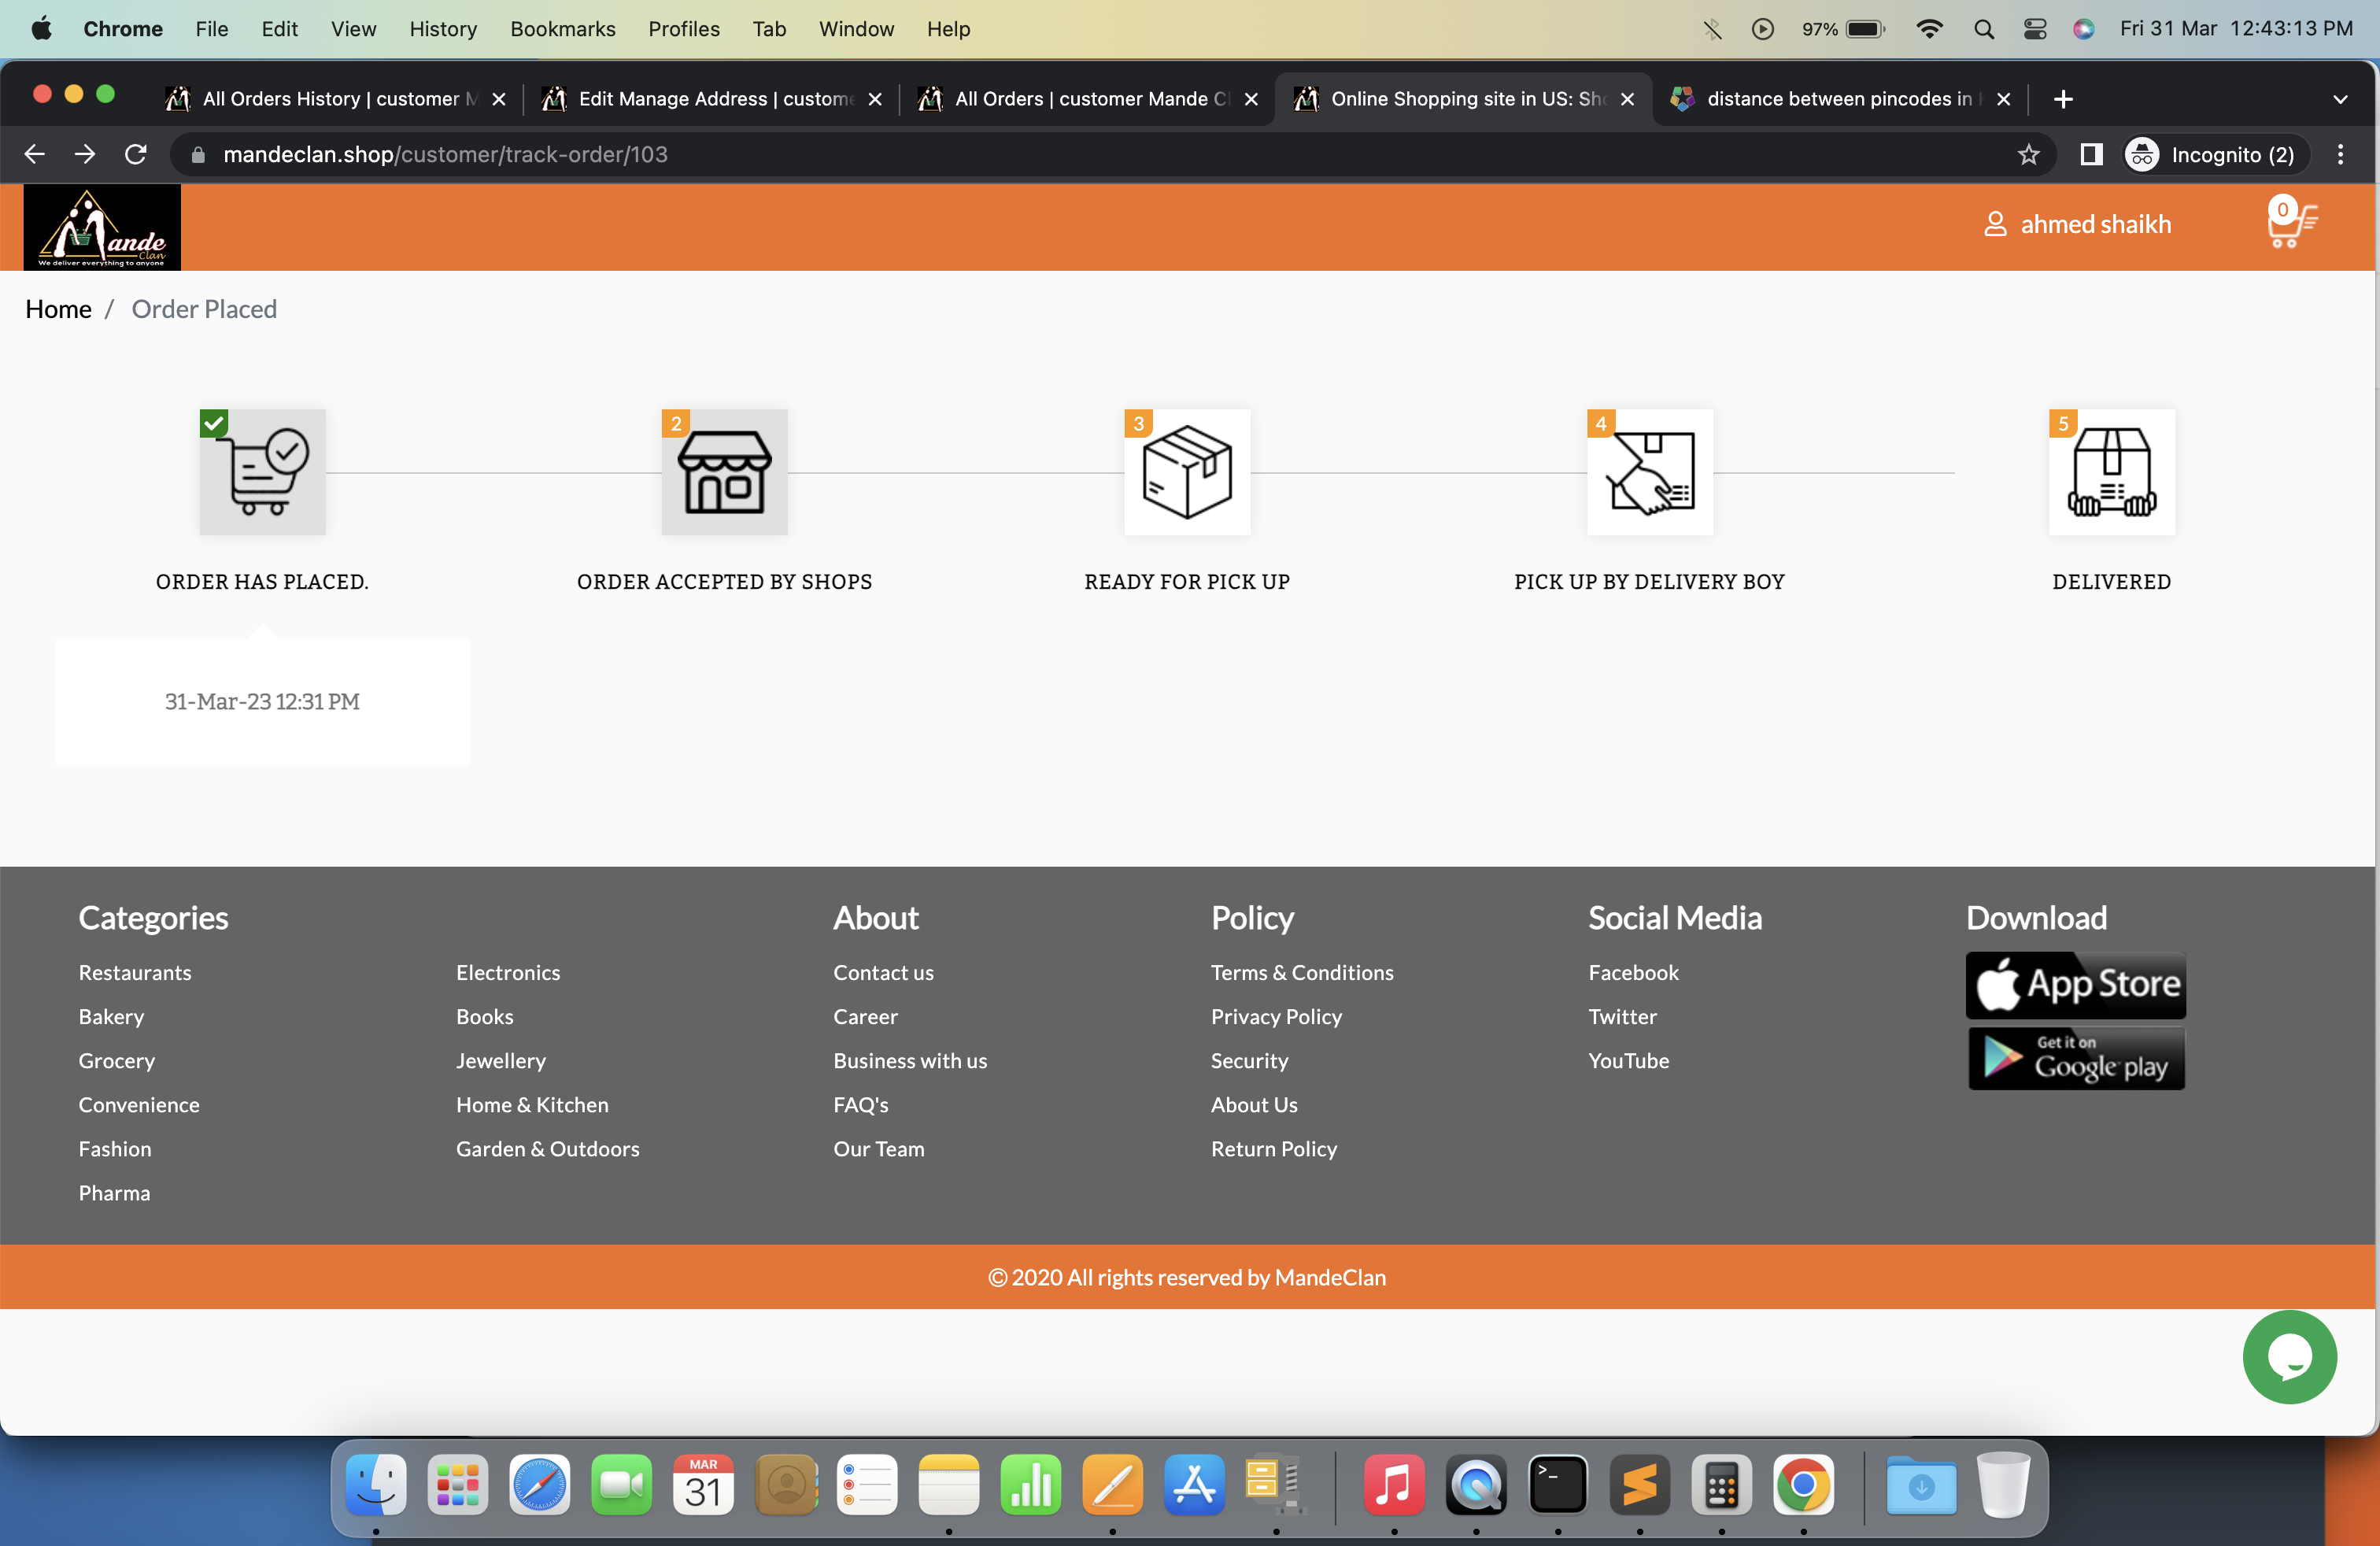 Chrome File Edit View History Bookmarks Profiles Tab Window Help 97% Fri 31 Mar 12:43:13 PM
All Orders History | customer M All Orders | customer Mande Cl Online Shopping site in US: Sho distance between pincodes in
Edit Manage Address | custome
mandeclan.shop/customer/track-order/103 Incognito (2)
Mande
Clan
We deliver everything to anyone
ahmed shaikh 0
Home / Order Placed
2 3 4 5
ORDER HAS PLACED. ORDER ACCEPTED BY SHOPS READY FOR PICK UP PICK UP BY DELIVERY BOY DELIVERED
31-Mar-23 12:31 PM
Categories About Policy Social Media Download
Restaurants Electronics Contact us Terms & Conditions Facebook App Store
Bakery Books Career Privacy Policy Twitter
Get it on
Google play
Grocery Jewellery Business with us Security YouTube
Convenience Home & Kitchen FAQ's About Us
Fashion Garden & Outdoors Our Team Return Policy
Pharma
© 2020 All rights reserved by MandeClan
MAR
31